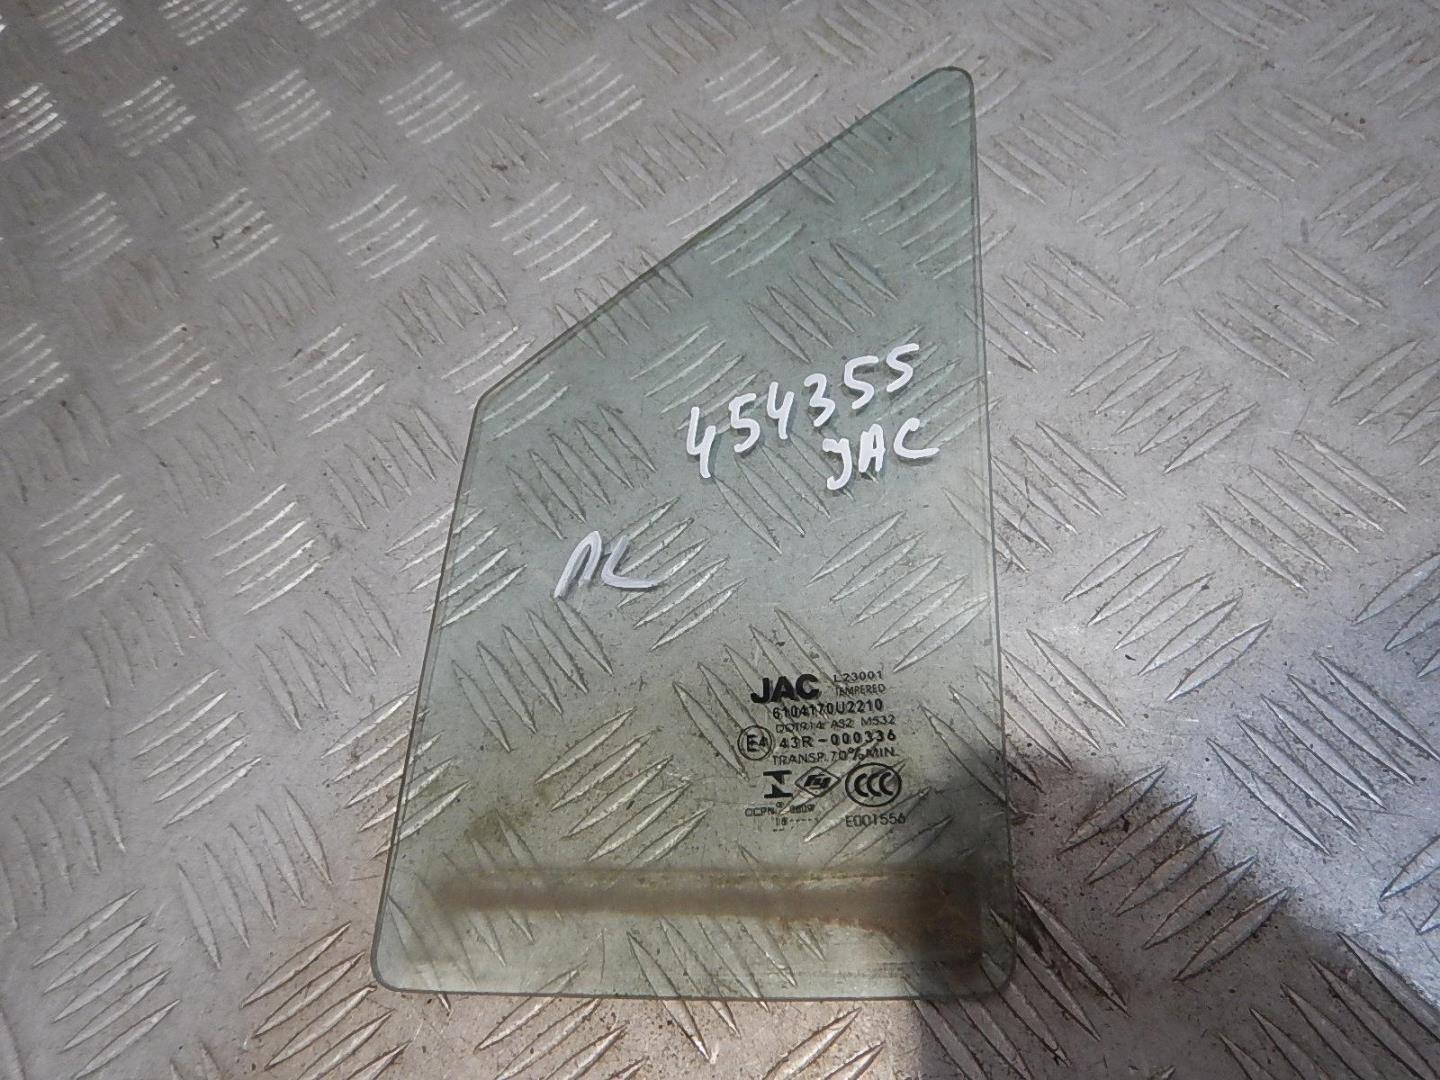 454355
JAC
ЛС
JAC L23001
TAMPERED
6104170U2210
DOT914 AS2 M532
E4 43R-000336
TRANSP.70%MIN.
CCC
E001556